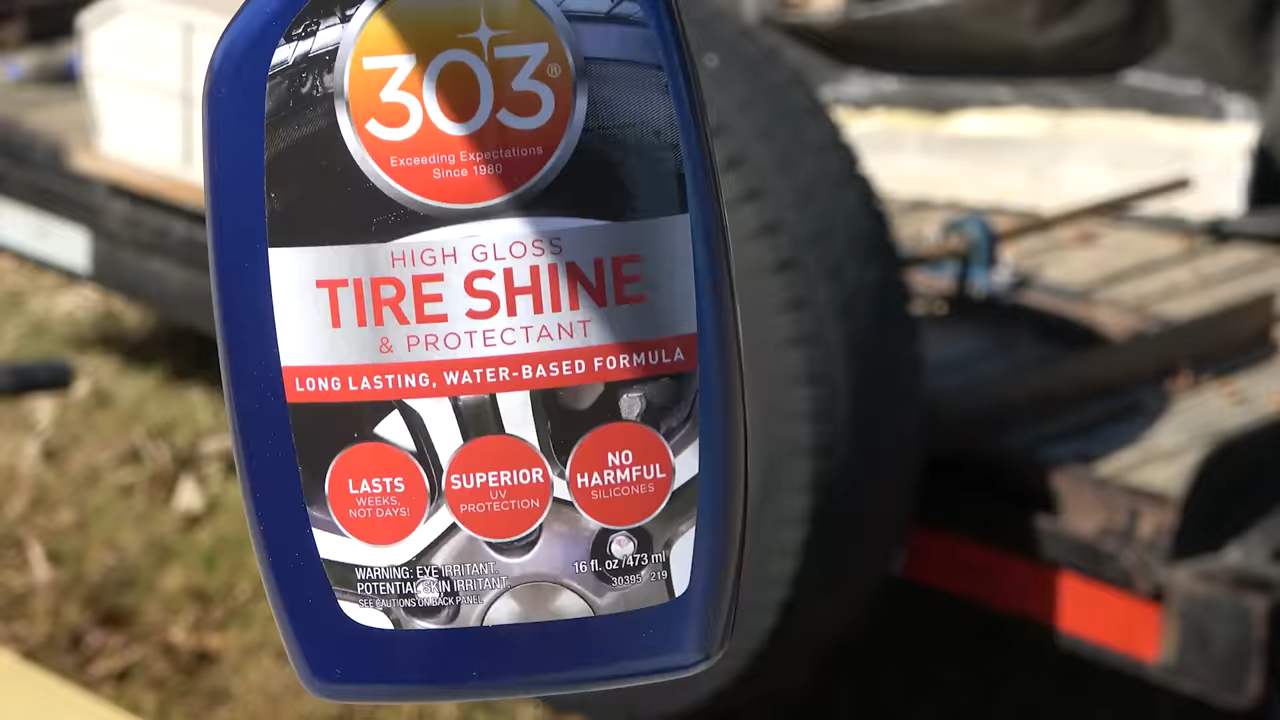 303®
Exceeding Expectations
Since 1980
HIGH GLOSS
TIRE SHINE
& PROTECTANT
LONG LASTING, WATER-BASED FORMULA
LASTS
WEEKS,
NOT DAYS!
SUPERIOR
UV
PROTECTION
NO
HARMFUL
SILICONES
WARNING: EYE IRRITANT.
POTENTIAL SKIN IRRITANT.
SEE CAUTIONS ON BACK PANEL
16 fl. oz /473 ml
30395 219